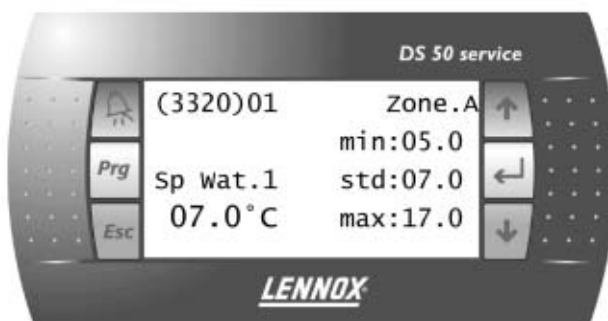 DS 50 service
(3320)01 Zone.A
min:05.0
Prg
Sp Wat.1 std:07.0
07.0°C max:17.0
Esc
LENNOX